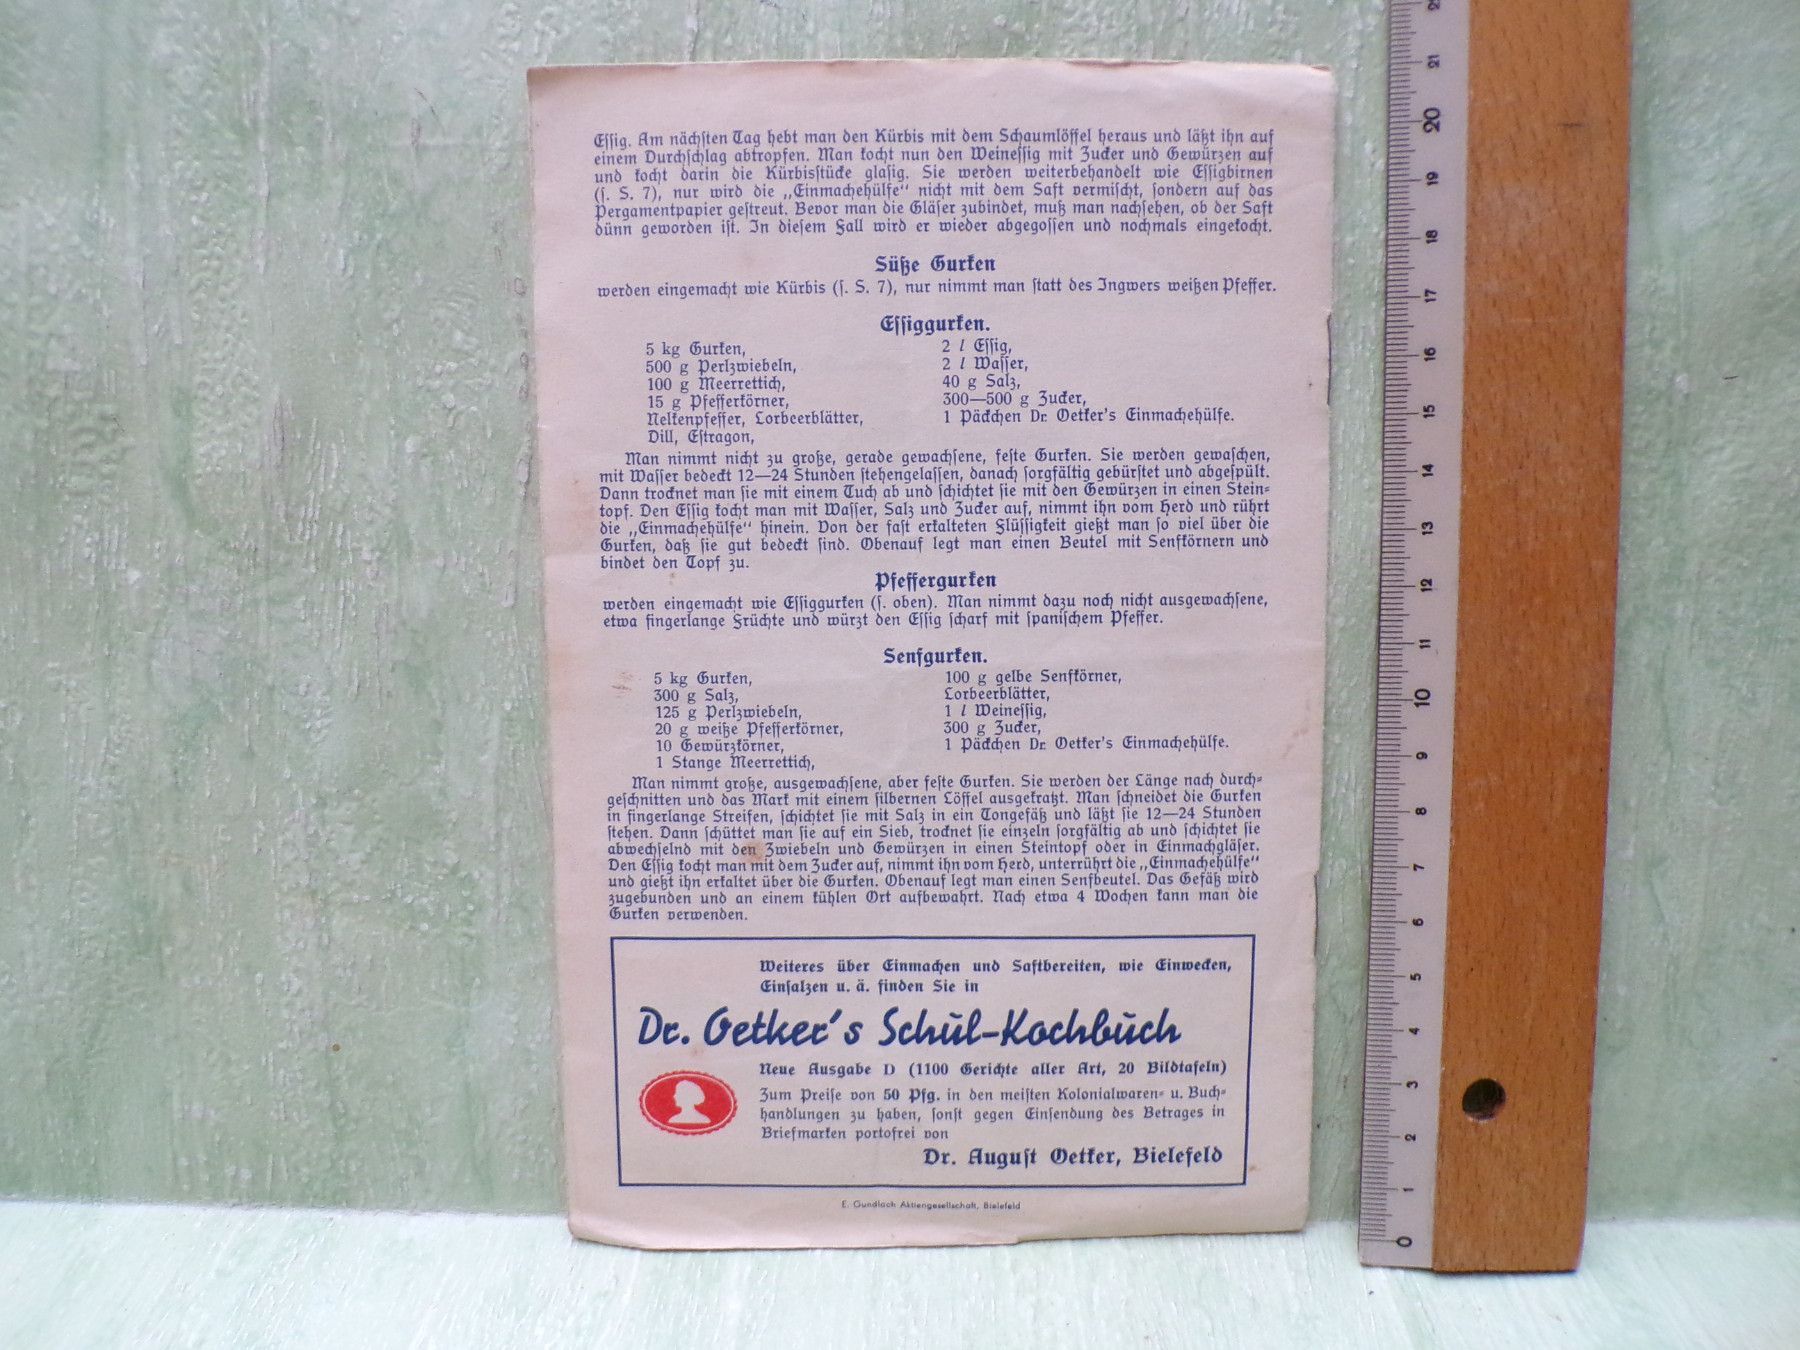 Eſſig. Am nächſten Tag hebt man den Kürbis mit dem Schaumlöffel heraus und läßt ihn auf
einem Durchſchlag abtropfen. Man kocht nun den Weineſſig mit Zucker und Gewürzen auf
und kocht darin die Kürbisſtücke glaſig. Sie werden weiterbehandelt wie Eſſigbirnen
(ſ. S. 7), nur wird die „Einmachehülfe“ nicht mit dem Saft vermiſcht, ſondern auf das
Pergamentpapier geſtreut. Bevor man die Gläſer zubindet, muß man nachſehen, ob der Saft
dünn geworden iſt. In dieſem Fall wird er wieder abgegoſſen und nochmals eingekocht.
Süße Gurken
werden eingemacht wie Kürbis (ſ. S. 7), nur nimmt man ſtatt des Ingwers weißen Pfeffer.
Eſſiggurken.
5 kg Gurken,
500 g Perlzwiebeln,
100 g Meerrettich,
15 g Pfefferkörner,
Nelkenpfeffer, Lorbeerblätter,
Dill, Eſtragon,
2 l Eſſig,
2 l Waſſer,
40 g Salz,
300—500 g Zucker,
1 Päckchen Dr. Oetker's Einmachehülfe.
Man nimmt nicht zu große, gerade gewachſene, feſte Gurken. Sie werden gewaſchen,
mit Waſſer bedeckt 12—24 Stunden ſtehengelaſſen, danach ſorgfältig gebürſtet und abgeſpült.
Dann trocknet man ſie mit einem Tuch ab und ſchichtet ſie mit den Gewürzen in einen Stein-
topf. Den Eſſig kocht man mit Waſſer, Salz und Zucker auf, nimmt ihn vom Herd und rührt
die „Einmachehülfe“ hinein. Von der faſt erkalteten Flüſſigkeit gießt man ſo viel über die
Gurken, daß ſie gut bedeckt ſind. Obenauf legt man einen Beutel mit Senfkörnern und
bindet den Topf zu.
Pfeffergurken
werden eingemacht wie Eſſiggurken (ſ. oben). Man nimmt dazu noch nicht ausgewachſene,
etwa fingerlange Früchte und würzt den Eſſig ſcharf mit ſpaniſchem Pfeffer.
Senfgurken.
5 kg Gurken,
300 g Salz,
125 g Perlzwiebeln,
20 g weiße Pfefferkörner,
10 Gewürzkörner,
1 Stange Meerrettich,
100 g gelbe Senfkörner,
Lorbeerblätter,
1 l Weineſſig,
300 g Zucker,
1 Päckchen Dr. Oetker's Einmachehülfe.
Man nimmt große, ausgewachſene, aber feſte Gurken. Sie werden der Länge nach durch-
geſchnitten und das Mark mit einem ſilbernen Löffel ausgekratzt. Man ſchneidet die Gurken
in fingerlange Streifen, ſchichtet ſie mit Salz in ein Tongefäß und läßt ſie 12—24 Stunden
ſtehen. Dann ſchüttet man ſie auf ein Sieb, trocknet ſie einzeln ſorgfältig ab und ſchichtet ſie
abwechſelnd mit den Zwiebeln und Gewürzen in einen Steintopf oder in Einmachgläſer.
Den Eſſig kocht man mit dem Zucker auf, nimmt ihn vom Herd, unterrührt die „Einmachehülfe“
und gießt ihn erkaltet über die Gurken. Obenauf legt man einen Senfbeutel. Das Gefäß wird
zugebunden und an einem kühlen Ort aufbewahrt. Nach etwa 4 Wochen kann man die
Gurken verwenden.
Weiteres über Einmachen und Saftbereiten, wie Einwecken,
Einſalzen u. ä. finden Sie in
Dr. Oetker's Schul-Kochbuch
Neue Ausgabe D (1100 Gerichte aller Art, 20 Bildtafeln)
Zum Preiſe von 50 Pfg. in den meiſten Kolonialwaren- u. Buch-
handlungen zu haben, ſonſt gegen Einſendung des Betrages in
Briefmarken portofrei von
Dr. Auguſt Oetker, Bielefeld
E. Gundlach Aktiengesellschaft, Bielefeld
21
20
19
18
17
16
15
14
13
12
11
10
9
8
7
6
5
4
3
2
1
0